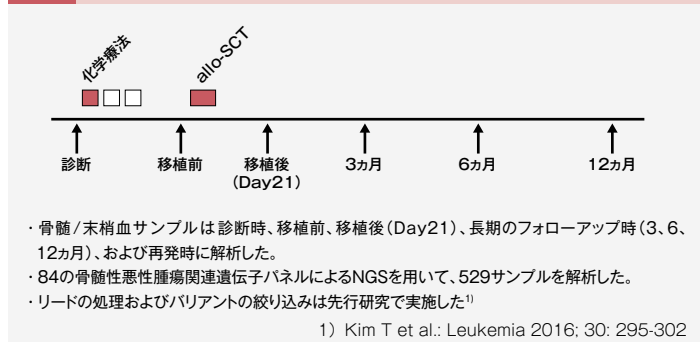 化学療法
allo-SCT
診断
移植前
移植後
(Day21)
3ヵ月
6ヵ月
12ヵ月
・骨髄/末梢血サンプルは診断時、移植前、移植後(Day21)、長期のフォローアップ時(3、6、
12ヵ月)、および再発時に解析した。
・84の骨髄性悪性腫瘍関連遺伝子パネルによるNGSを用いて、529サンプルを解析した。
・リードの処理およびバリアントの絞り込みは先行研究で実施した1)
1) Kim T et al.: Leukemia 2016; 30: 295-302